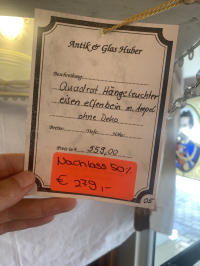 Antik & Glas Huber
Beschreibung:
Quadrat Hängeleuchter
eisen elfenbein m. Ampel
ohne Deko
Breite: Tiefe: Höhe:
Preis in € 559,00
Nachlass 50%
€ 279,-
05